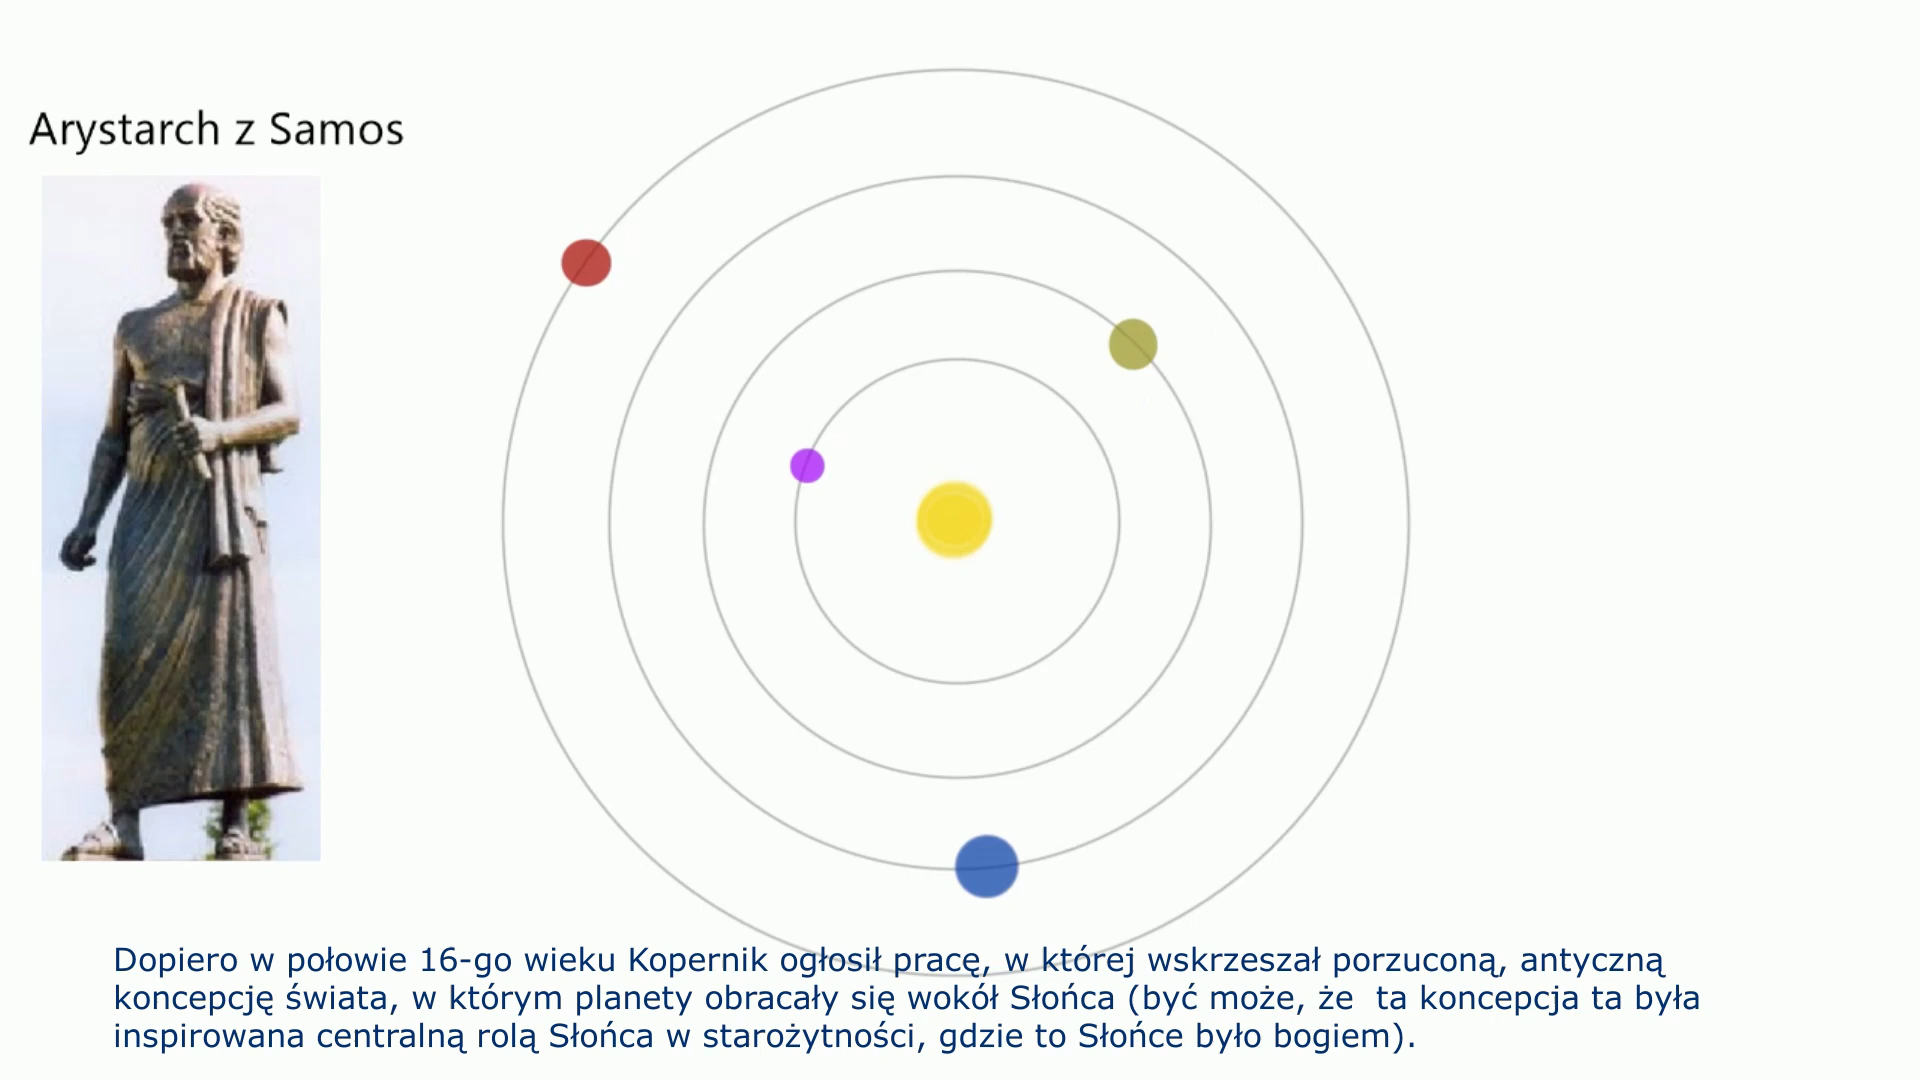 Arystarch z Samos
Dopiero w połowie 16-go wieku Kopernik ogłosił pracę, w której wskrzeszał porzuconą, antyczną
koncepcję świata, w którym planety obracały się wokół Słońca (być może, że  ta koncepcja ta była
inspirowana centralną rolą Słońca w starożytności, gdzie to Słońce było bogiem).